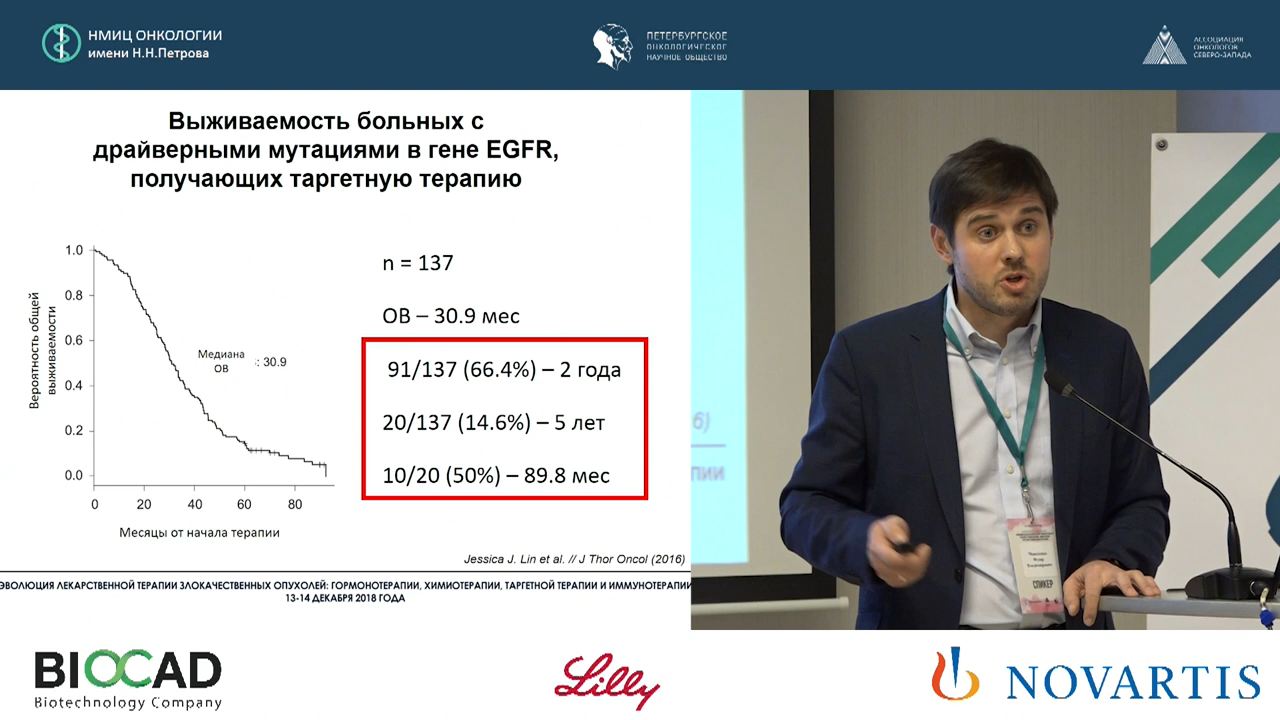 НМИЦ ОНКОЛОГИИ
имени Н.Н.Петрова
ПЕТЕРБУРГСКОЕ
ОНКОЛОГИЧЕСКОЕ
НАУЧНОЕ ОБЩЕСТВО
АССОЦИАЦИЯ
ОНКОЛОГОВ
СЕВЕРО-ЗАПАДА
Выживаемость больных с
драйверными мутациями в гене EGFR,
получающих таргетную терапию
Вероятность общей
выживаемости
1.0
0.8
0.6
0.4
0.2
0.0
Медиана
ОВ : 30.9
0 20 40 60 80
Месяцы от начала терапии
n = 137
ОВ – 30.9 мес
91/137 (66.4%) – 2 года
20/137 (14.6%) – 5 лет
10/20 (50%) – 89.8 мес
Jessica J. Lin et al. // J Thor Oncol (2016)
ЭВОЛЮЦИЯ ЛЕКАРСТВЕННОЙ ТЕРАПИИ ЗЛОКАЧЕСТВЕННЫХ ОПУХОЛЕЙ: ГОРМОНОТЕРАПИИ, ХИМИОТЕРАПИИ, ТАРГЕТНОЙ ТЕРАПИИ И ИММУНОТЕРАПИИ
13-14 ДЕКАБРЯ 2018 ГОДА
6)
ПИИ
СПИКЕР
BIOCAD
Biotechnology Company
Lilly
NOVARTIS